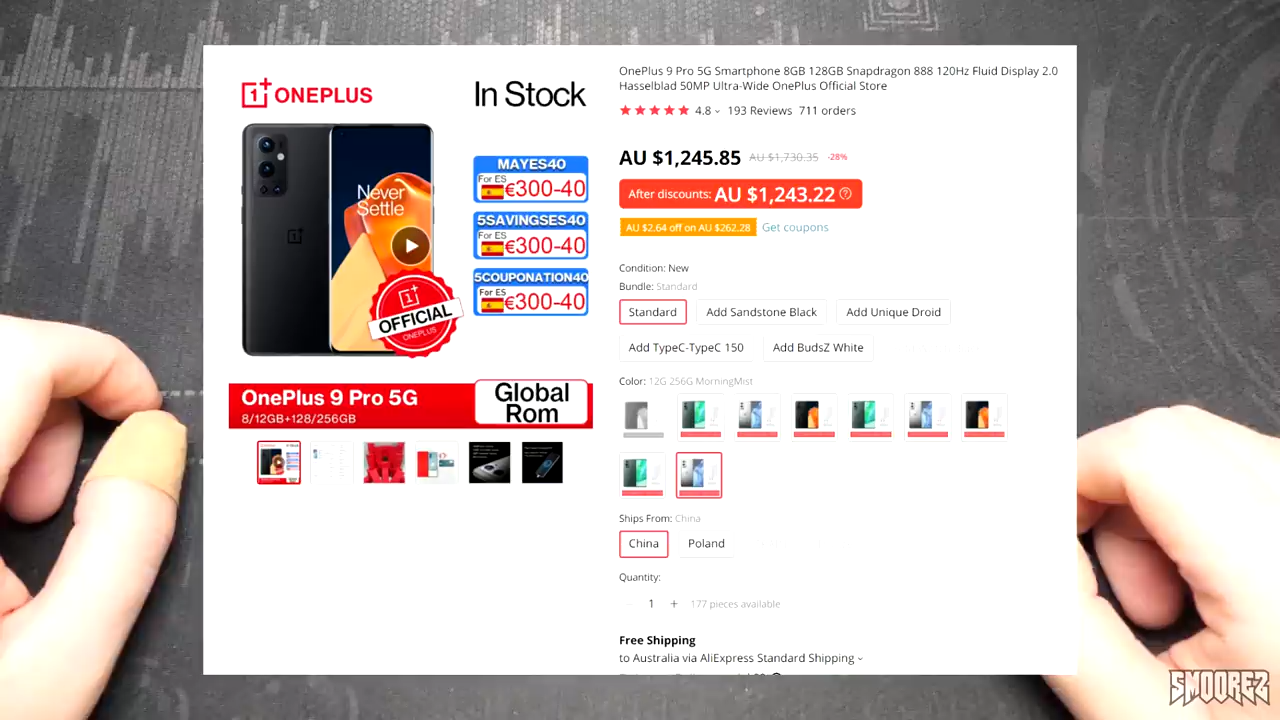 1+ ONEPLUS
In Stock
Never
Settle
MAYES40
For ES
€300-40
5SAVINGSES40
For ES
€300-40
5COUPONATION40
For ES
€300-40
OFFICIAL
ONEPLUS
OnePlus 9 Pro 5G
8/12GB+128/256GB
Global
Rom
OnePlus 9 Pro 5G Smartphone 8GB 128GB Snapdragon 888 120Hz Fluid Display 2.0
Hasselblad 50MP Ultra-Wide OnePlus Official Store
4.8 193 Reviews 711 orders
AU $1,245.85 AU $1,730.35 -28%
After discounts: AU $1,243.22
AU $2.64 off on AU $262.28 Get coupons
Condition: New
Bundle: Standard
Standard Add Sandstone Black Add Unique Droid
Add TypeC-TypeC 150 Add BudsZ White
Color: 12G 256G MorningMist
Ships From: China
China Poland
Quantity:
- 1 + 177 pieces available
Free Shipping
to Australia via AliExpress Standard Shipping
SMOOREZ